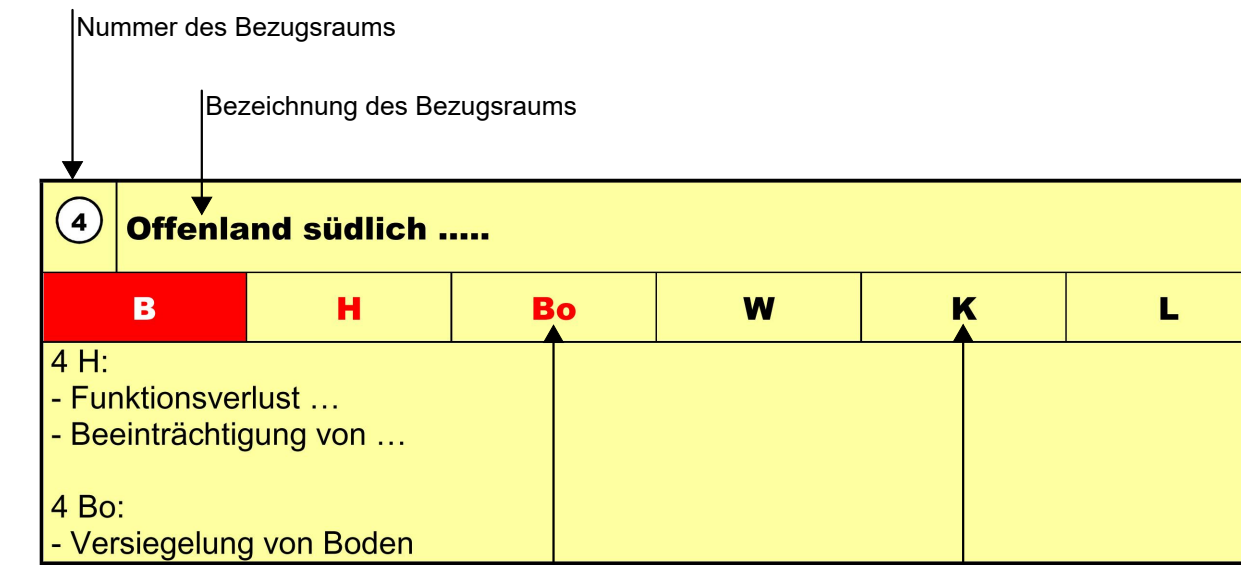 Nummer des Bezugsraums
Bezeichnung des Bezugsraums
4 Offenland südlich .....
B H Bo W K L
4 H:
- Funktionsverlust …
- Beeinträchtigung von …
4 Bo:
- Versiegelung von Boden